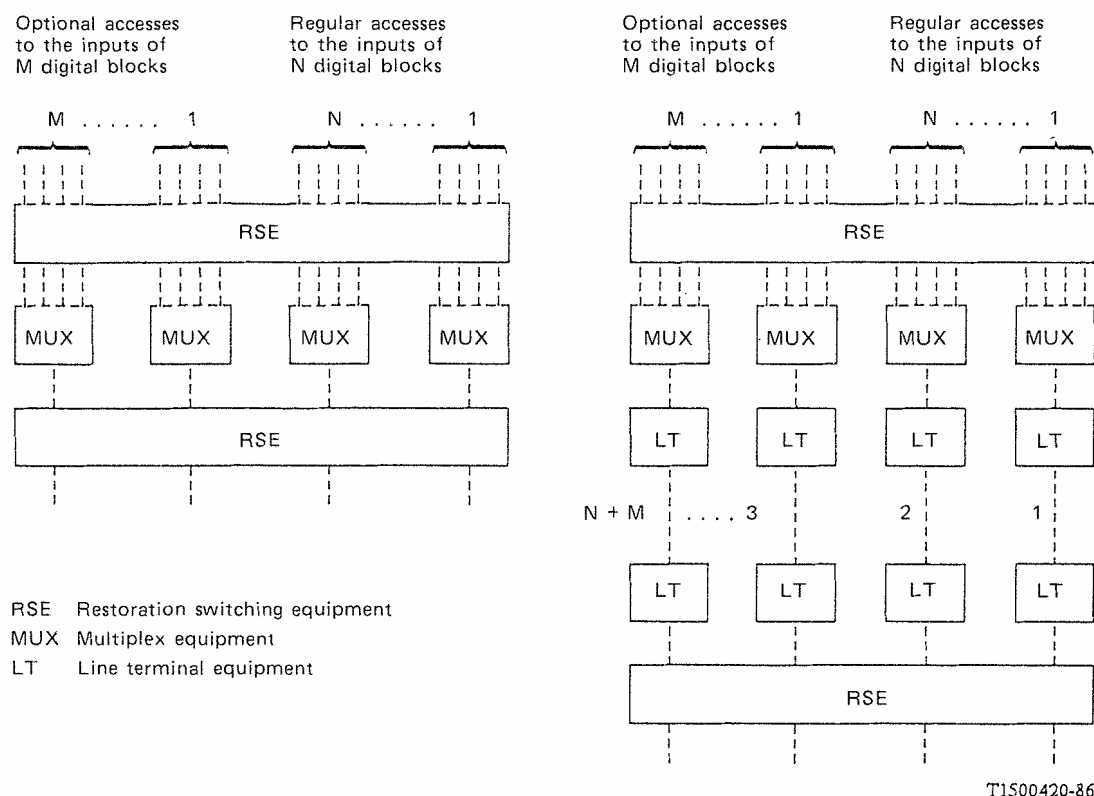 Optional accesses
to the inputs of
M digital blocks
Regular accesses
to the inputs of
N digital blocks
M ...... 1
N ...... 1
RSE
MUX
MUX
MUX
MUX
RSE
RSE Restoration switching equipment
MUX Multiplex equipment
LT Line terminal equipment
Optional accesses
to the inputs of
M digital blocks
Regular accesses
to the inputs of
N digital blocks
M ...... 1
N ...... 1
RSE
MUX
MUX
MUX
MUX
LT
LT
LT
LT
N + M .... 3 2 1
LT
LT
LT
LT
RSE
T1500420-86